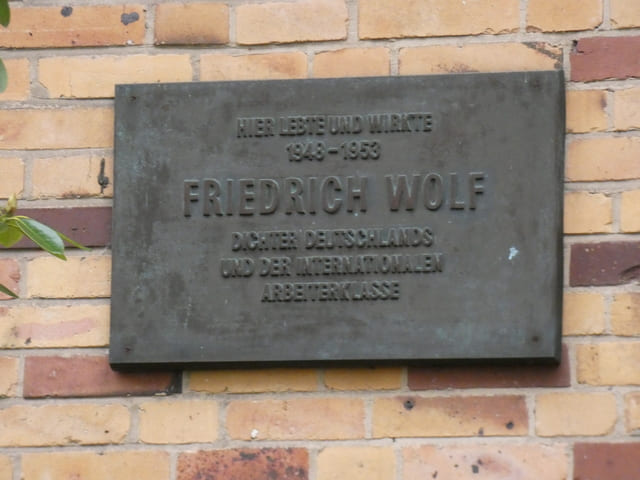 HIER LEBTE UND WIRKTE
1948-1953
FRIEDRICH WOLF
DICHTER DEUTSCHLANDS
UND DER INTERNATIONALEN
ARBEITERKLASSE